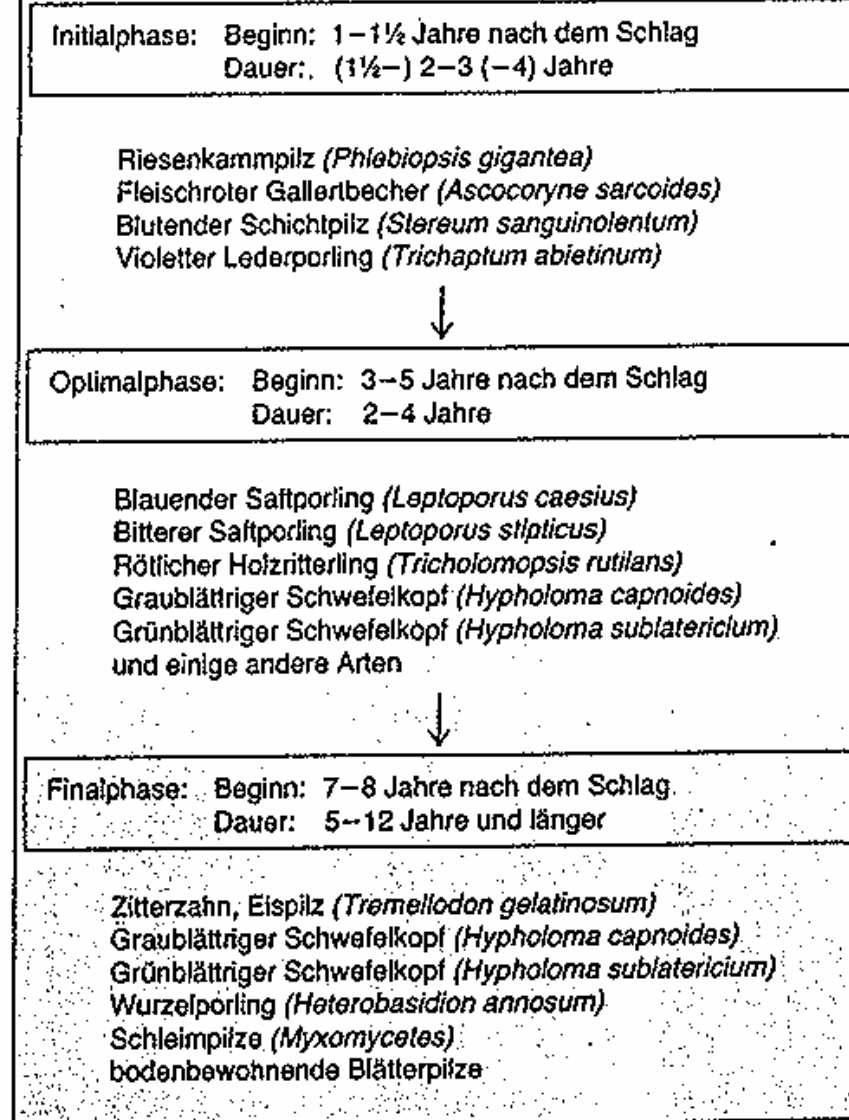 Initialphase: Beginn: 1–1½ Jahre nach dem Schlag
Dauer: (1½–) 2–3 (–4) Jahre
Riesenkammpilz (Phlebiopsis gigantea)
Fleischroter Gallertbecher (Ascocoryne sarcoides)
Blutender Schichtpilz (Stereum sanguinolentum)
Violetter Lederporling (Trichaptum abietinum)
↓
Optimalphase: Beginn: 3–5 Jahre nach dem Schlag
Dauer: 2–4 Jahre
Blauender Saftporling (Leptoporus caesius)
Bitterer Saftporling (Leptoporus stipticus)
Rötlicher Holzritterling (Tricholomopsis rutilans)
Graublättriger Schwefelkopf (Hypholoma capnoides)
Grünblättriger Schwefelkopf (Hypholoma sublatericium)
und einige andere Arten
↓
Finalphase: Beginn: 7–8 Jahre nach dem Schlag
Dauer: 5–12 Jahre und länger
Zitterzahn, Eispilz (Tremellodon gelatinosum)
Graublättriger Schwefelkopf (Hypholoma capnoides)
Grünblättriger Schwefelkopf (Hypholoma sublatericium)
Wurzelporling (Heterobasidion annosum)
Schleimpilze (Myxomycetes)
bodenbewohnende Blätterpilze